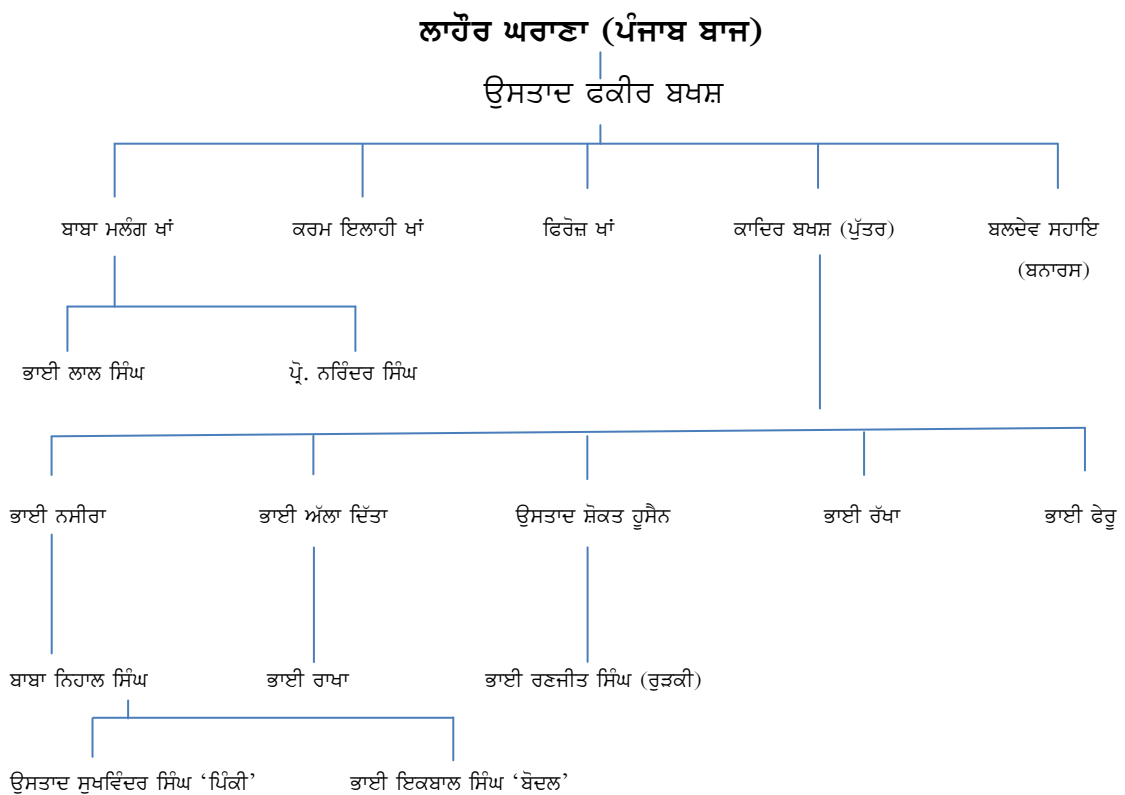 ਲਾਹੌਰ ਘਰਾਣਾ (ਪੰਜਾਬ ਬਾਜ)
ਉਸਤਾਦ ਫਕੀਰ ਬਖਸ਼
ਬਾਬਾ ਮਲੰਗ ਖਾਂ
ਕਰਮ ਇਲਾਹੀ ਖਾਂ
ਫਿਰੋਜ਼ ਖਾਂ
ਕਾਦਿਰ ਬਖਸ਼ (ਪੁੱਤਰ)
ਬਲਦੇਵ ਸਹਾਇ
(ਬਨਾਰਸ)
ਭਾਈ ਲਾਲ ਸਿੰਘ
ਪ੍ਰੋ. ਨਰਿੰਦਰ ਸਿੰਘ
ਭਾਈ ਨਸੀਰਾ
ਭਾਈ ਅੱਲਾ ਦਿੱਤਾ
ਉਸਤਾਦ ਸ਼ੋਕਤ ਹੂਸੈਨ
ਭਾਈ ਰੱਖਾ
ਭਾਈ ਫੇਰੂ
ਬਾਬਾ ਨਿਹਾਲ ਸਿੰਘ
ਭਾਈ ਰਾਖਾ
ਭਾਈ ਰਣਜੀਤ ਸਿੰਘ (ਰੁੜਕੀ)
ਉਸਤਾਦ ਸੁਖਵਿੰਦਰ ਸਿੰਘ ‘ਪਿੰਕੀ’
ਭਾਈ ਇਕਬਾਲ ਸਿੰਘ ‘ਬੋਦਲ’